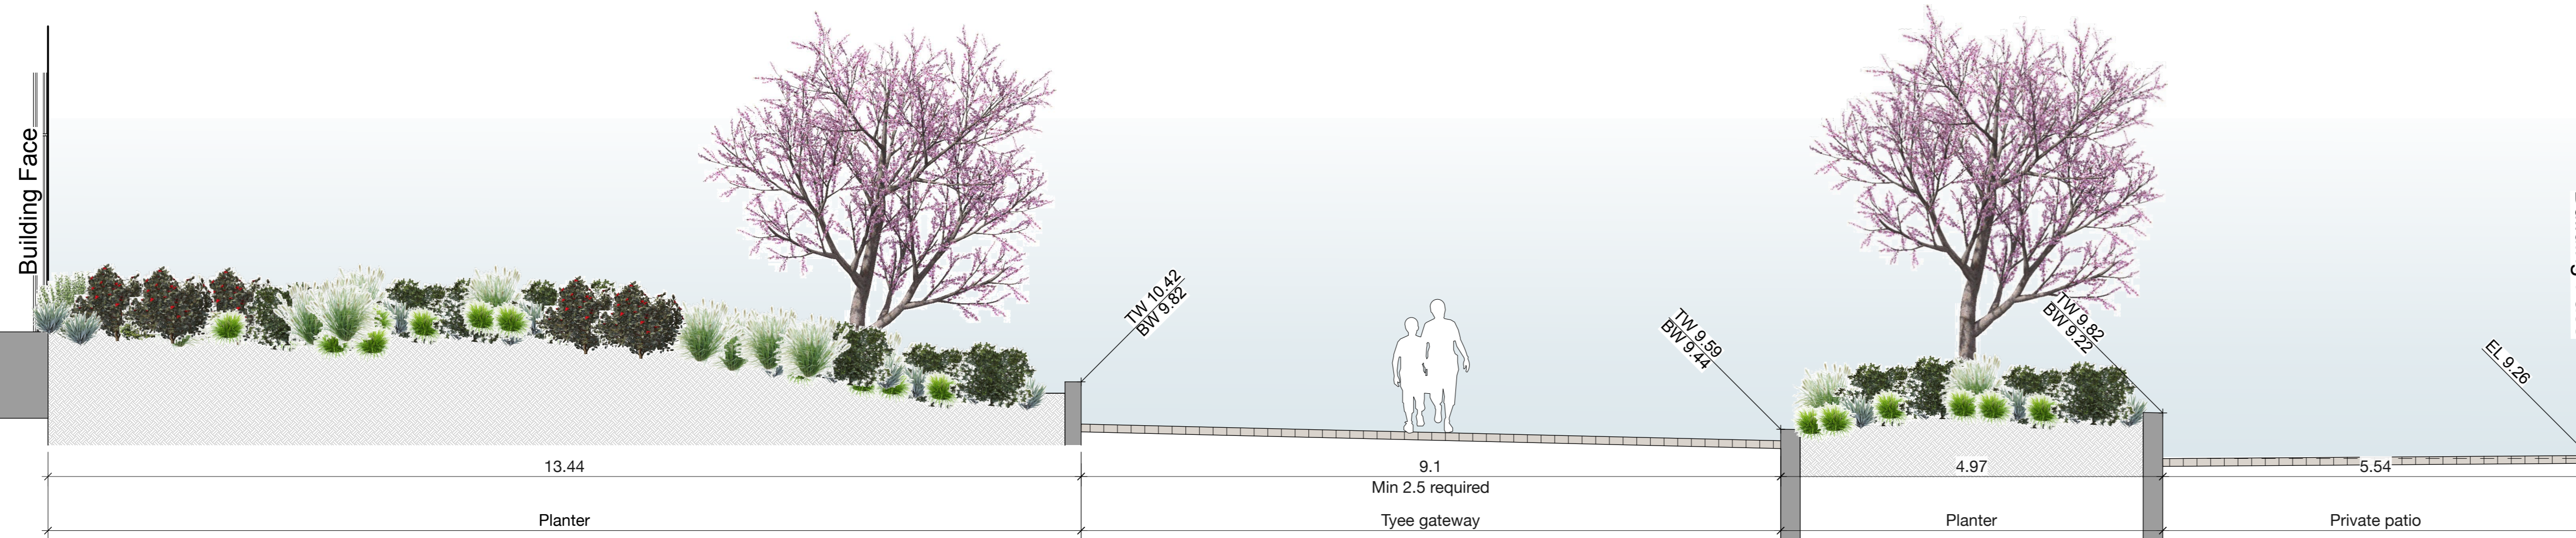 Building Face
TW 10.42
BW 9.82
TW 9.59
BW 9.44
TW 9.82
BW 9.22
EL 9.26
13.44
9.1
4.97
5.54
Min 2.5 required
Planter
Tyee gateway
Planter
Private patio